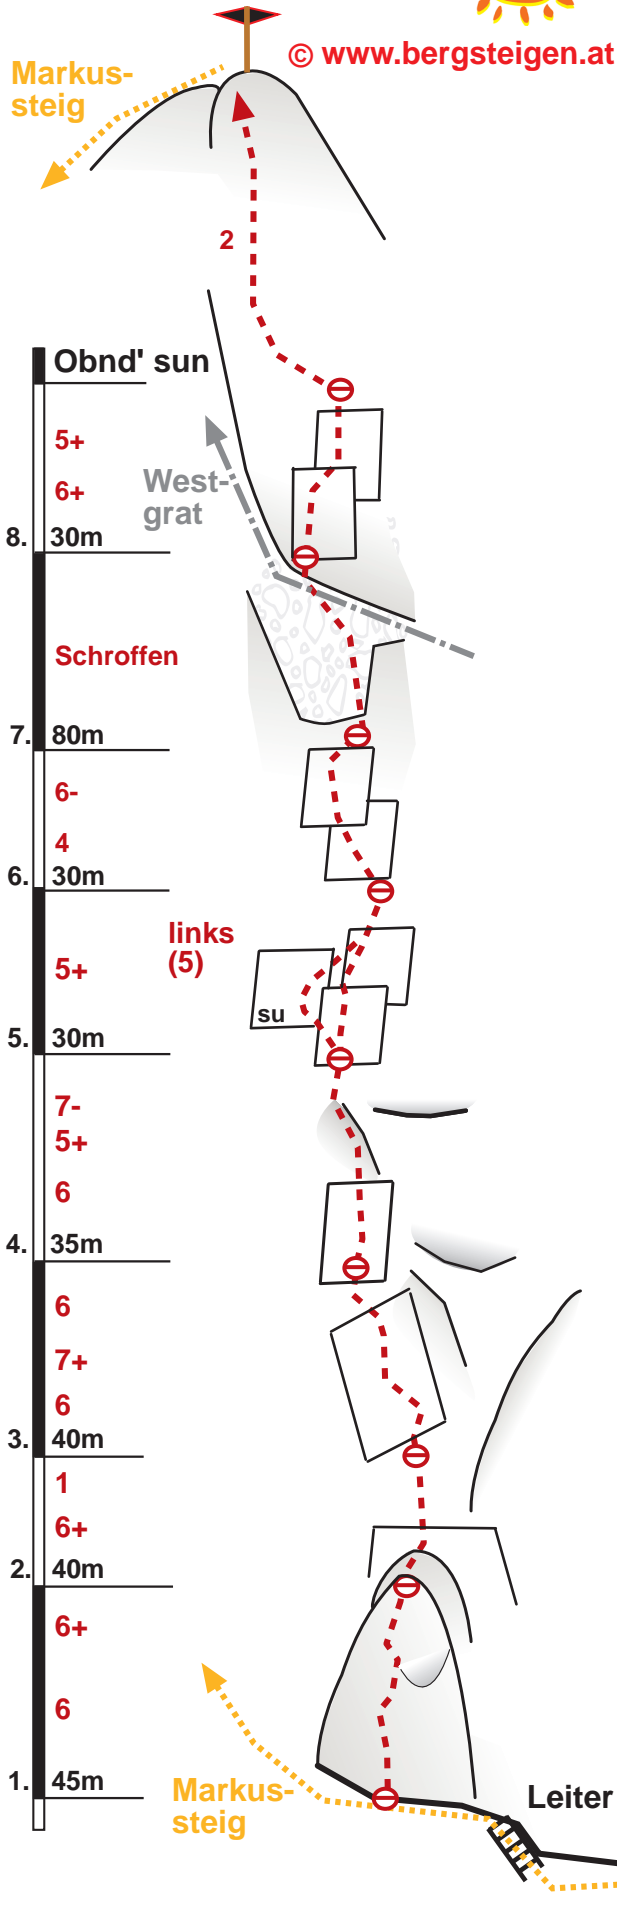 © www.bergsteigen.at
Markus-
steig
2
Obnd' sun
5+
6+
West-
grat
8. 30m
Schroffen
7. 80m
6-
4
6. 30m
links
(5)
5+
su
5. 30m
7-
5+
6
4. 35m
6
7+
6
3. 40m
1
6+
2. 40m
6+
6
1. 45m
Markus-
steig
Leiter